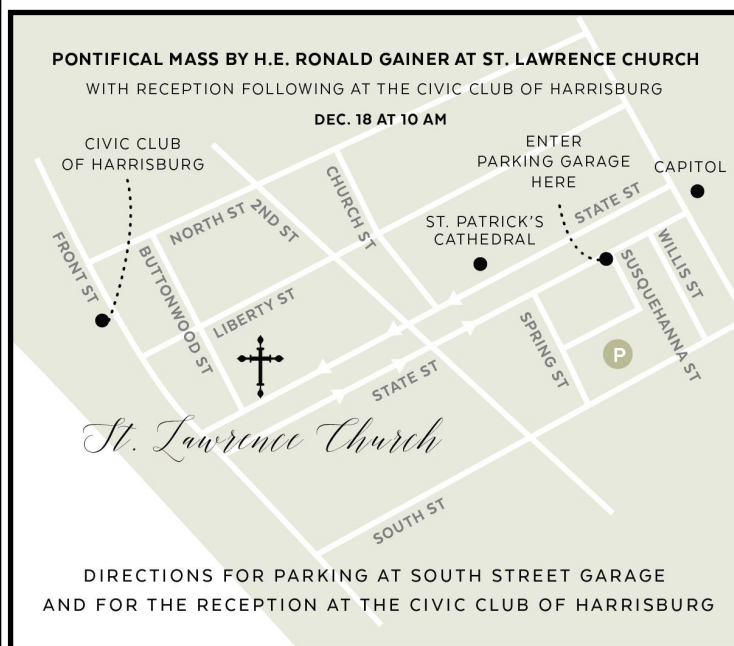 PONTIFICAL MASS BY H.E. RONALD GAINER AT ST. LAWRENCE CHURCH
WITH RECEPTION FOLLOWING AT THE CIVIC CLUB OF HARRISBURG
DEC. 18 AT 10 AM
CIVIC CLUB
OF HARRISBURG
ENTER
PARKING GARAGE
HERE
CAPITOL
ST. PATRICK'S
CATHEDRAL
STATE ST
CHURCH ST
NORTH ST
2ND ST
FRONT ST
BUTTONWOOD ST
LIBERTY ST
WILLIS ST
SUSQUEHANNA ST
SPRING ST
P
STATE ST
St. Lawrence Church
SOUTH ST
DIRECTIONS FOR PARKING AT SOUTH STREET GARAGE
AND FOR THE RECEPTION AT THE CIVIC CLUB OF HARRISBURG